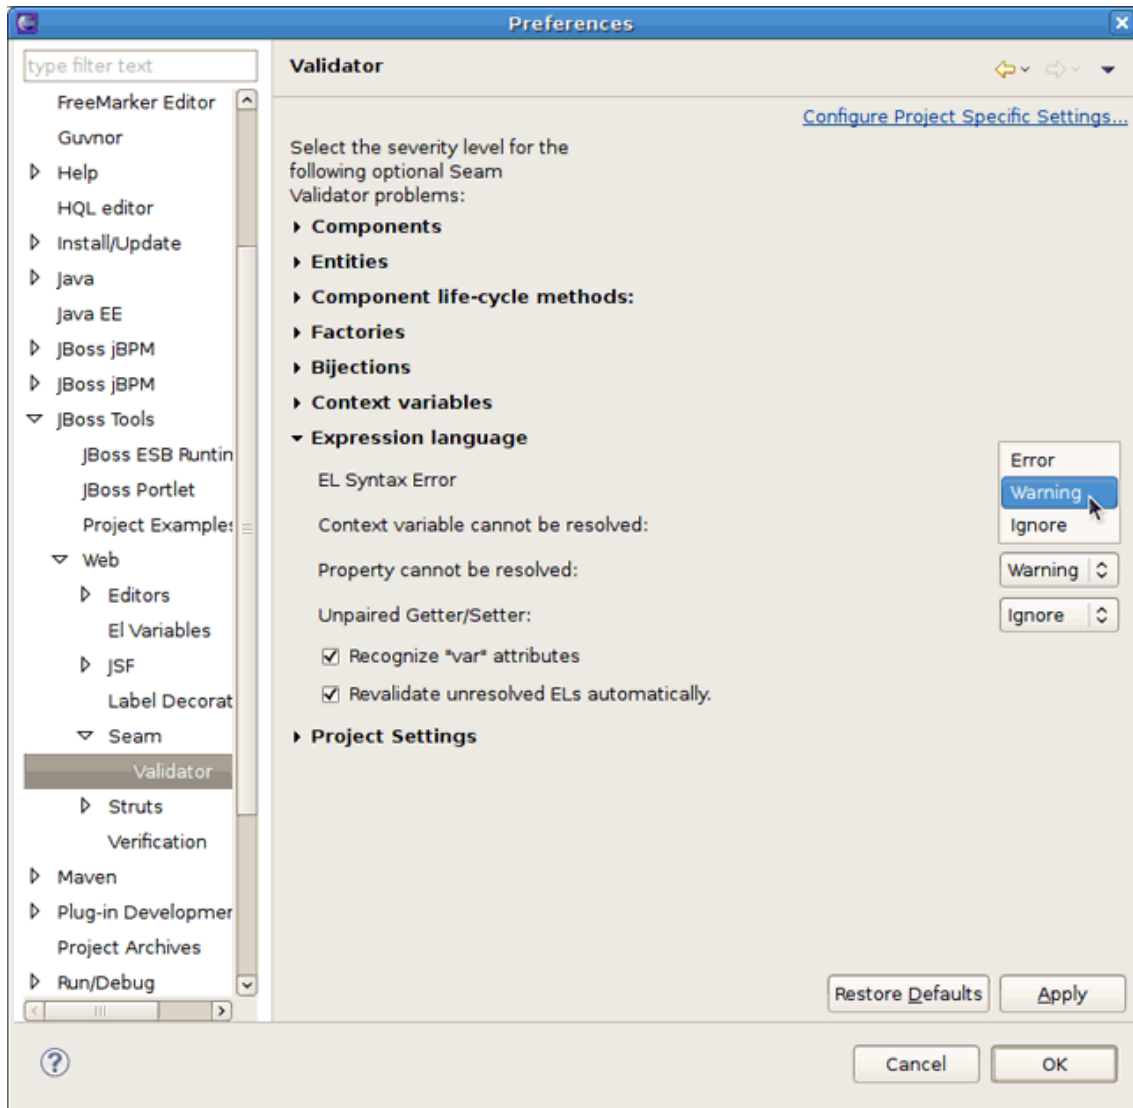 Preferences
type filter text
FreeMarker Editor
Guvnor
Help
HQL editor
Install/Update
Java
Java EE
JBoss jBPM
JBoss jBPM
JBoss Tools
JBoss ESB Runtin
JBoss Portlet
Project Examples
Web
Editors
El Variables
JSF
Label Decorat
Seam
Validator
Struts
Verification
Maven
Plug-in Developmer
Project Archives
Run/Debug
Validator
Configure Project Specific Settings...
Select the severity level for the
following optional Seam
Validator problems:
Components
Entities
Component life-cycle methods:
Factories
Bijections
Context variables
Expression language
EL Syntax Error
Error
Warning
Ignore
Context variable cannot be resolved:
Property cannot be resolved: Warning
Unpaired Getter/Setter: Ignore
Recognize "var" attributes
Revalidate unresolved ELs automatically.
Project Settings
Restore Defaults Apply
Cancel OK